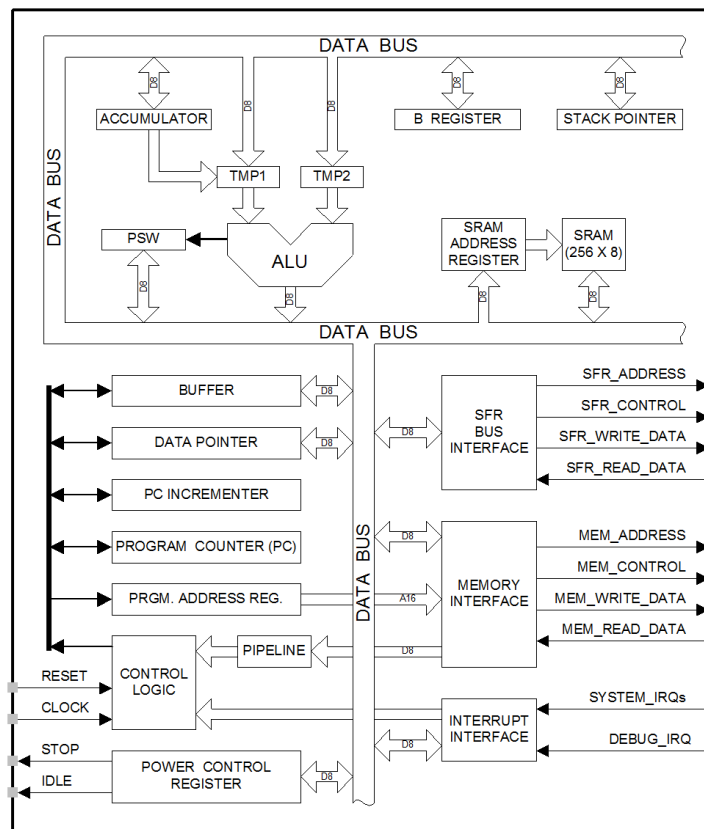 DATA BUS
D8
D8
D8
D8
D8
ACCUMULATOR
B REGISTER
STACK POINTER
DATA BUS
TMP1
TMP2
PSW
ALU
SRAM
ADDRESS
REGISTER
SRAM
(256 X 8)
D8
D8
D8
D8
DATA BUS
BUFFER
D8
DATA POINTER
D8
PC INCREMENTER
PROGRAM COUNTER (PC)
PRGM. ADDRESS REG.
A16
DATA BUS
D8
SFR
BUS
INTERFACE
SFR_ADDRESS
SFR_CONTROL
SFR_WRITE_DATA
SFR_READ_DATA
D8
MEMORY
INTERFACE
MEM_ADDRESS
MEM_CONTROL
MEM_WRITE_DATA
MEM_READ_DATA
PIPELINE
D8
CONTROL
LOGIC
RESET
CLOCK
INTERRUPT
INTERFACE
SYSTEM_IRQs
DEBUG_IRQ
D8
STOP
IDLE
POWER CONTROL
REGISTER
D8